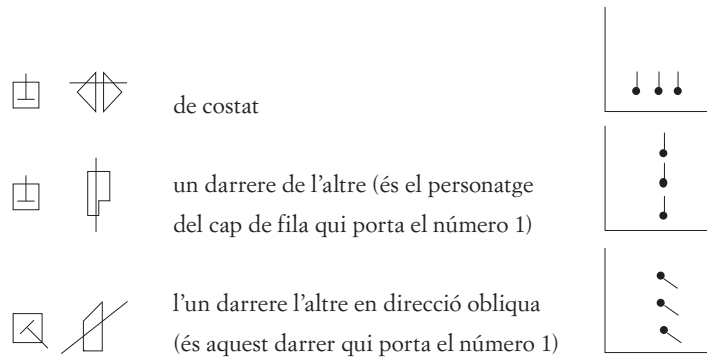 de costat
un darrere de l’altre (és el personatge
del cap de fila qui porta el número 1)
l’un darrere l’altre en direcció obliqua
(és aquest darrer qui porta el número 1)